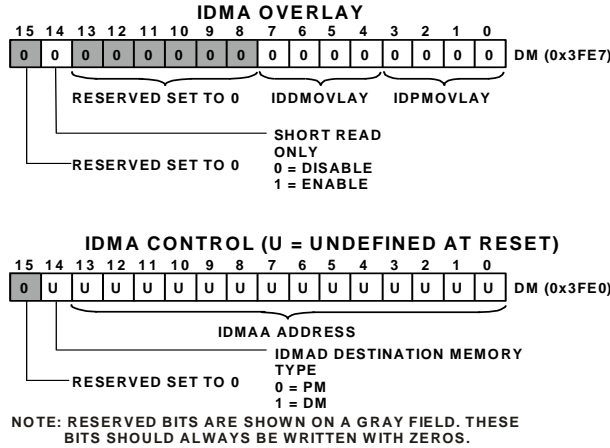 IDMA OVERLAY
15 14 13 12 11 10 9 8 7 6 5 4 3 2 1 0
0 0 0 0 0 0 0 0 0 0 0 0 0 0 0 0 DM (0x3FE7)
RESERVED SET TO 0 IDDMOVLAY IDPMOVLAY
SHORT READ
ONLY
0 = DISABLE
1 = ENABLE
RESERVED SET TO 0
IDMA CONTROL (U = UNDEFINED AT RESET)
15 14 13 12 11 10 9 8 7 6 5 4 3 2 1 0
0 U U U U U U U U U U U U U U U DM (0x3FE0)
IDMAA ADDRESS
IDMAD DESTINATION MEMORY
TYPE
0 = PM
1 = DM
RESERVED SET TO 0
NOTE: RESERVED BITS ARE SHOWN ON A GRAY FIELD. THESE
BITS SHOULD ALWAYS BE WRITTEN WITH ZEROS.